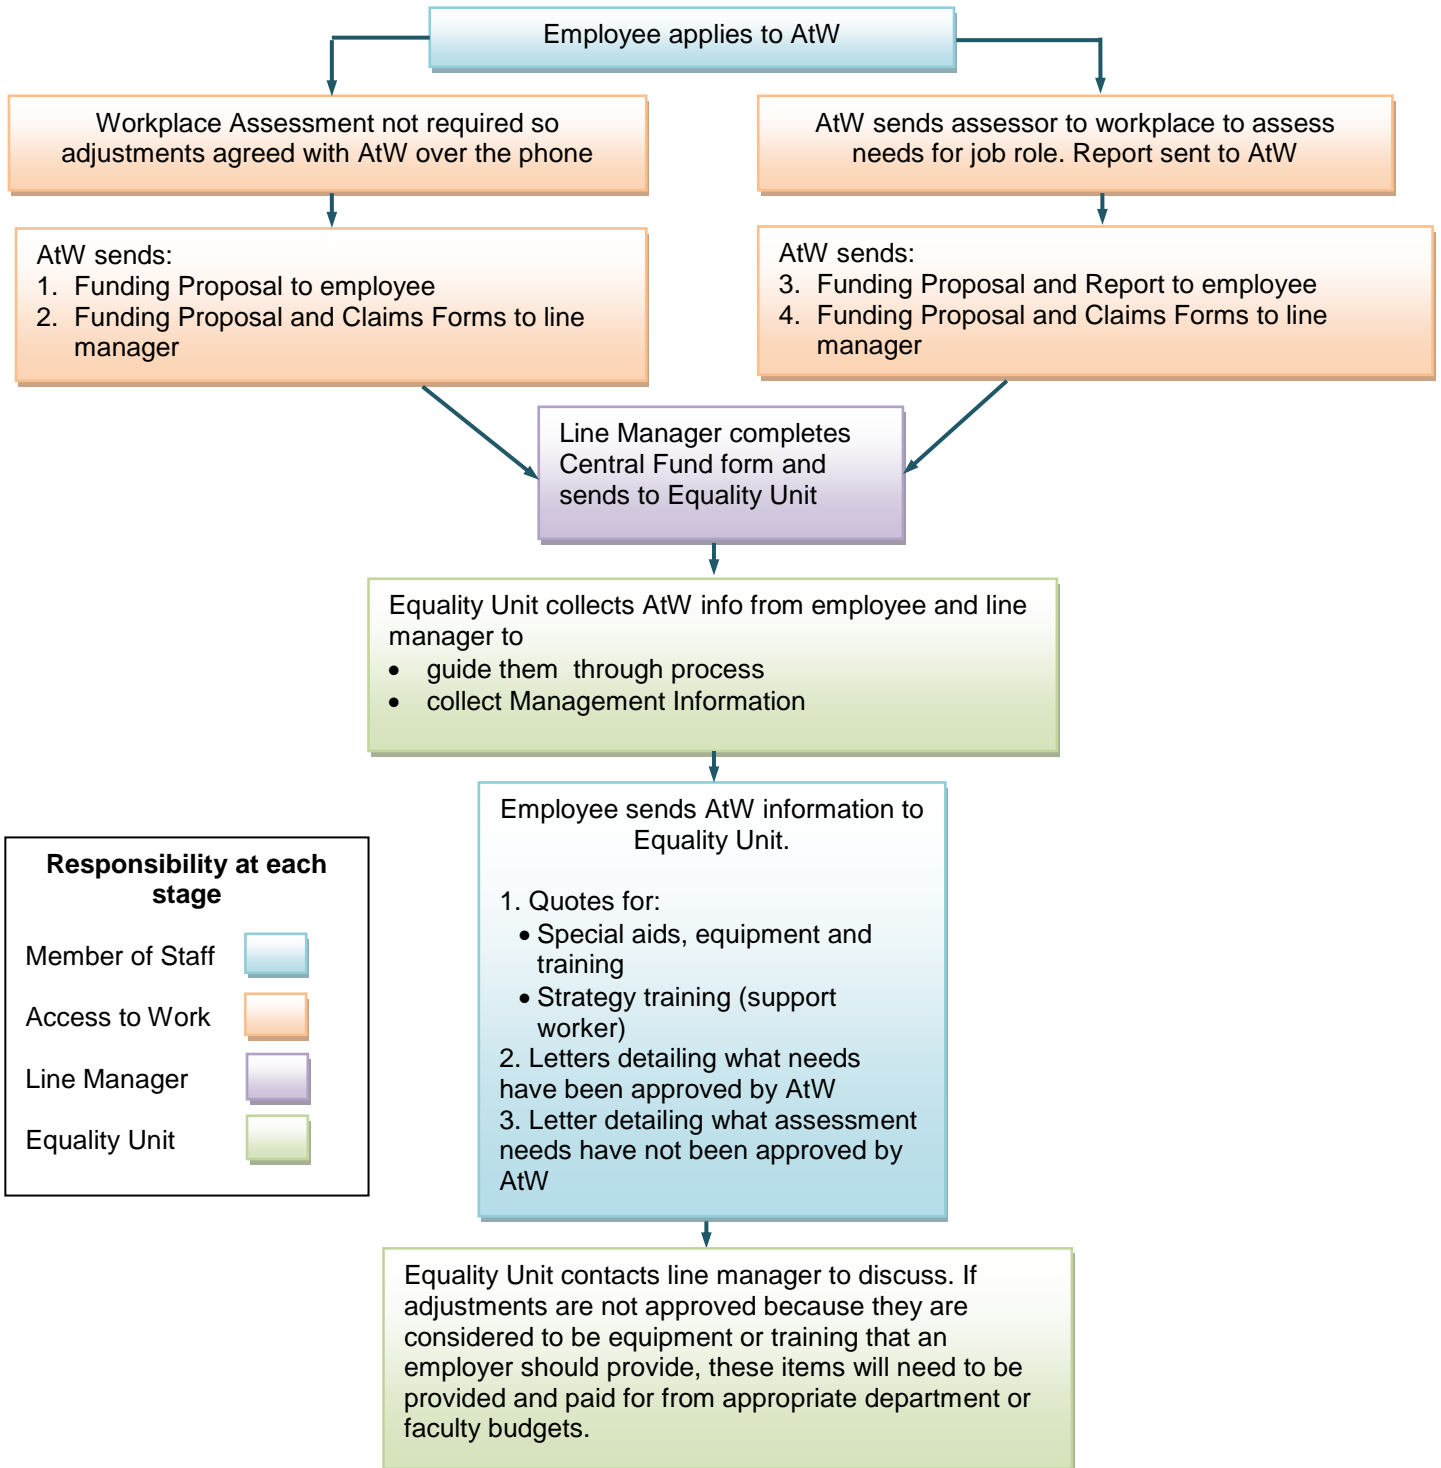 Employee applies to AtW
Workplace Assessment not required so
adjustments agreed with AtW over the phone
AtW sends assessor to workplace to assess
needs for job role. Report sent to AtW
AtW sends:
1. Funding Proposal to employee
2. Funding Proposal and Claims Forms to line
manager
AtW sends:
3. Funding Proposal and Report to employee
4. Funding Proposal and Claims Forms to line
manager
Line Manager completes
Central Fund form and
sends to Equality Unit
Equality Unit collects AtW info from employee and line
manager to
• guide them through process
• collect Management Information
Employee sends AtW information to
Equality Unit.
1. Quotes for:
• Special aids, equipment and
training
• Strategy training (support
worker)
2. Letters detailing what needs
have been approved by AtW
3. Letter detailing what assessment
needs have not been approved by
AtW
Responsibility at each
stage
Member of Staff
Access to Work
Line Manager
Equality Unit
Equality Unit contacts line manager to discuss. If
adjustments are not approved because they are
considered to be equipment or training that an
employer should provide, these items will need to be
provided and paid for from appropriate department or
faculty budgets.